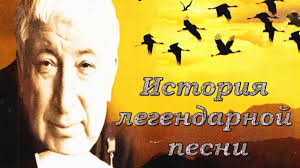 История
легендарной
песни